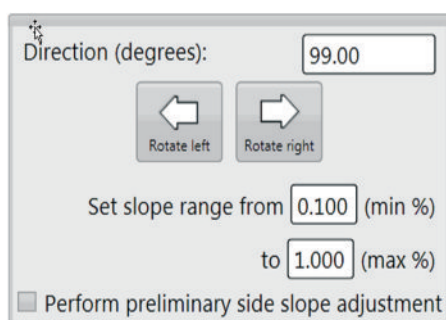 Direction (degrees): 99.00
Rotate left Rotate right
Set slope range from 0.100 (min %)
to 1.000 (max %)
Perform preliminary side slope adjustment